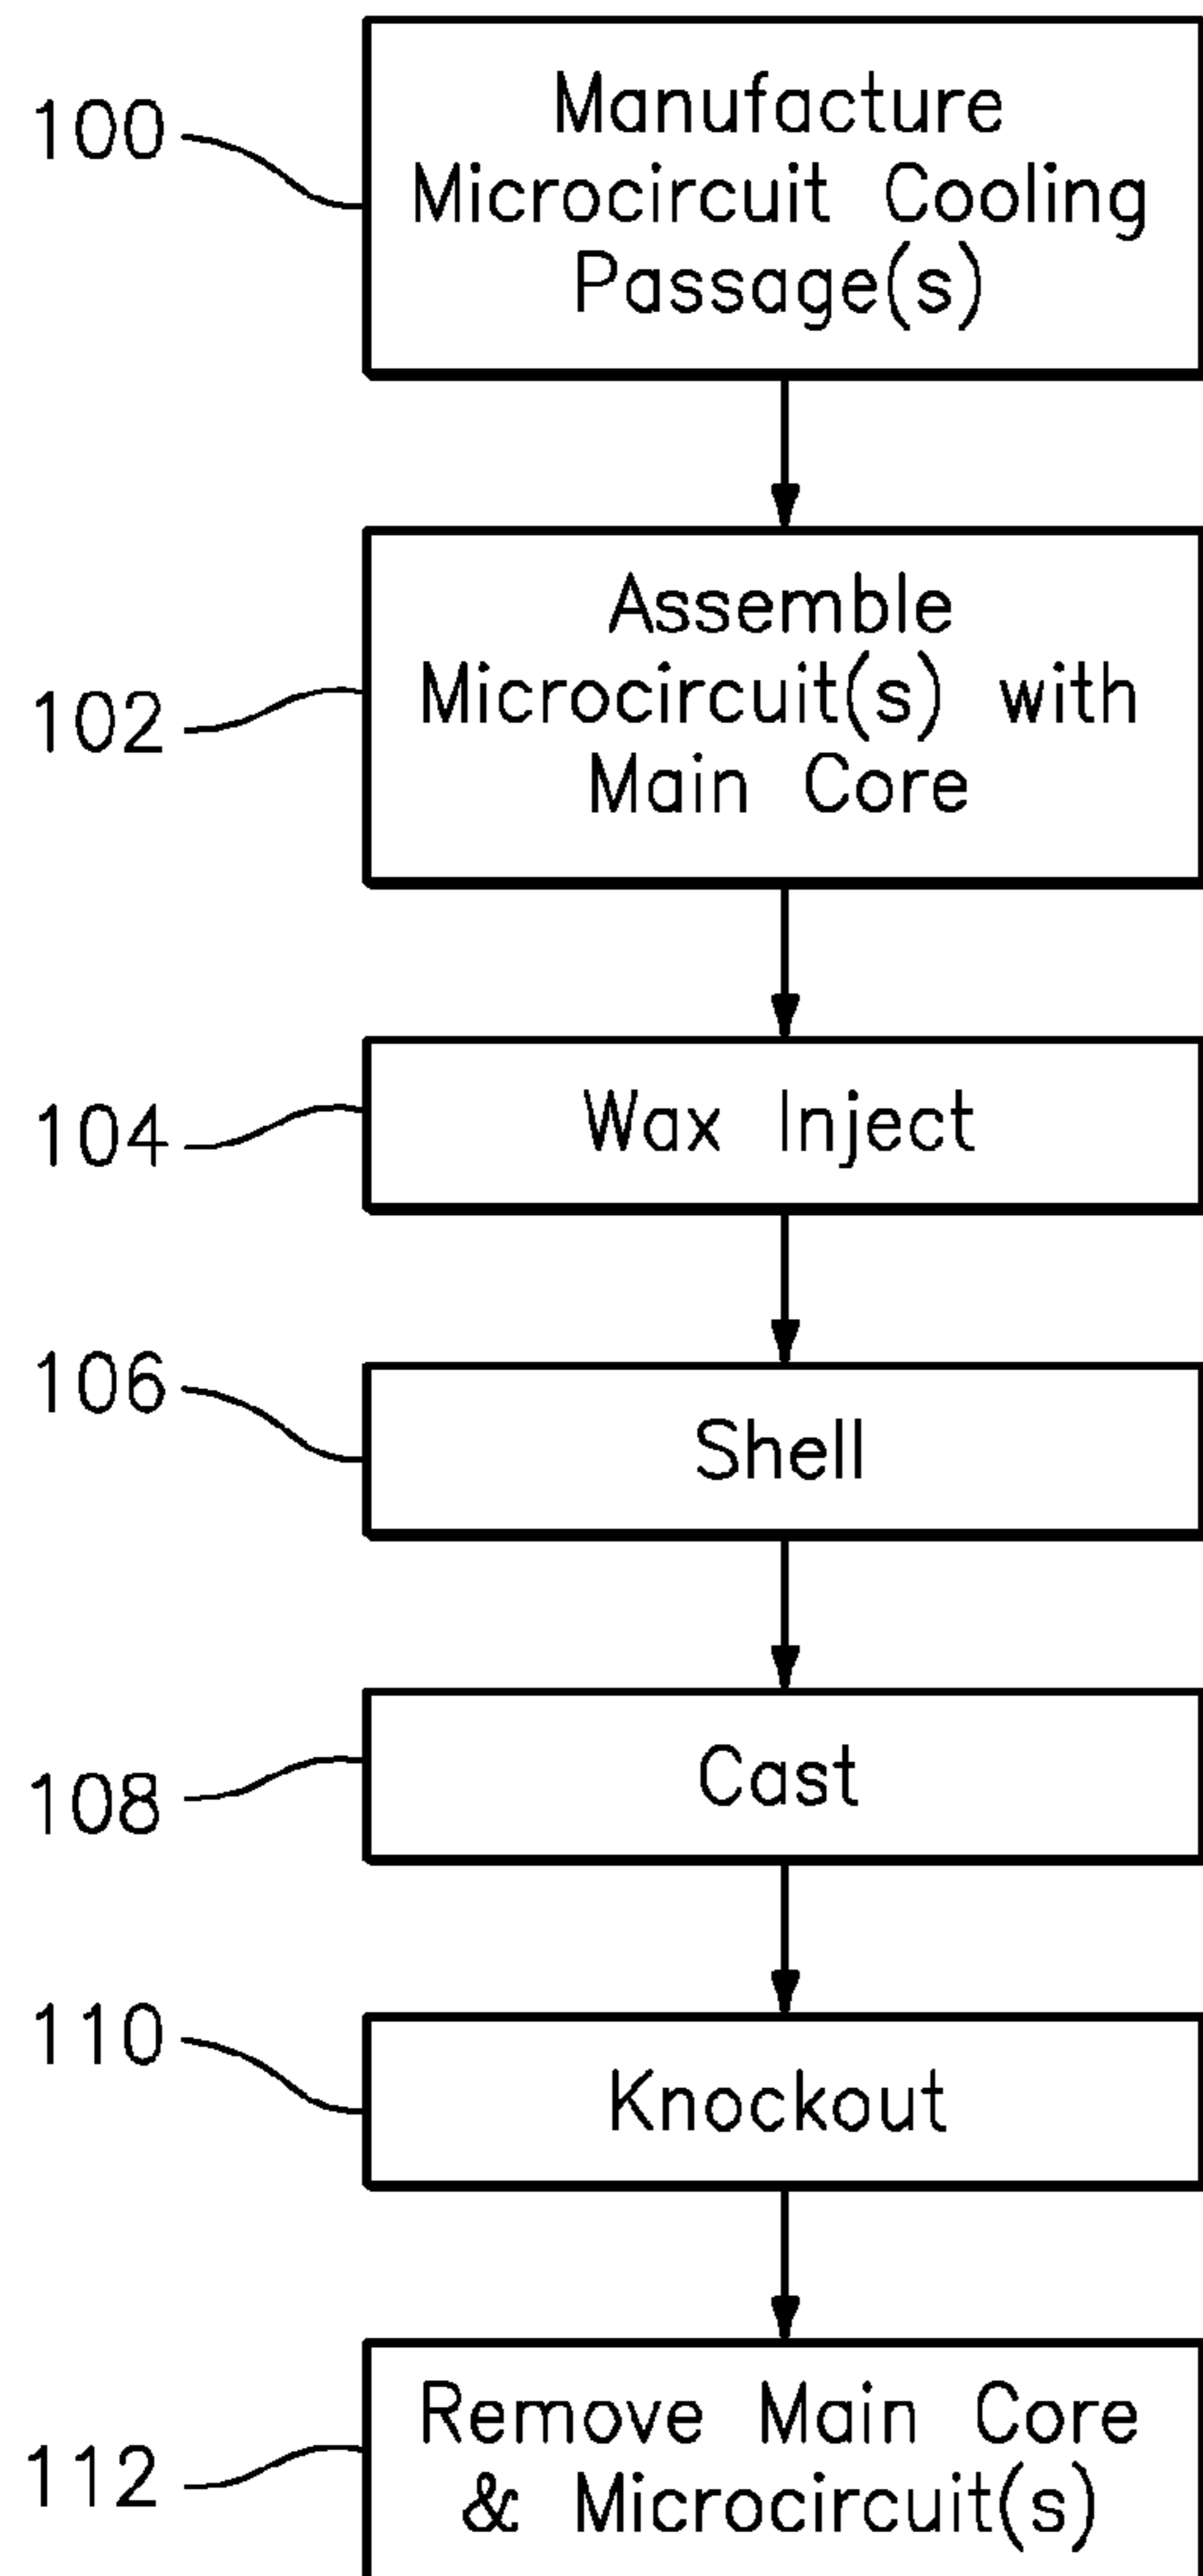 100
Manufacture
Microcircuit Cooling
Passage(s)
102
Assemble
Microcircuit(s) with
Main Core
104
Wax Inject
106
Shell
108
Cast
110
Knockout
112
Remove Main Core
& Microcircuit(s)